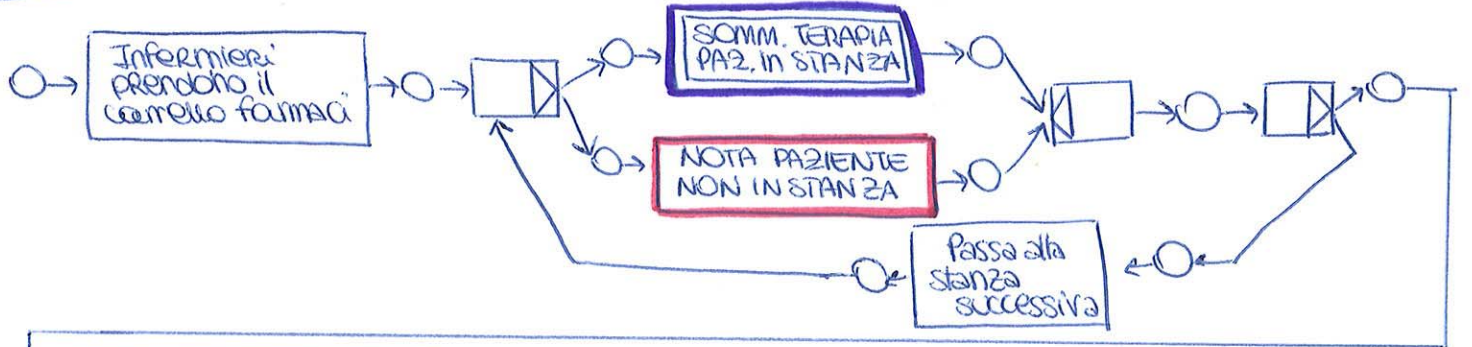 Infermieri
prendono il
carrello farmaci
SOMM. TERAPIA
PAZ. In STANZA
NOTA PAZIENTE
NON IN STANZA
Passa alla
stanza
successiva